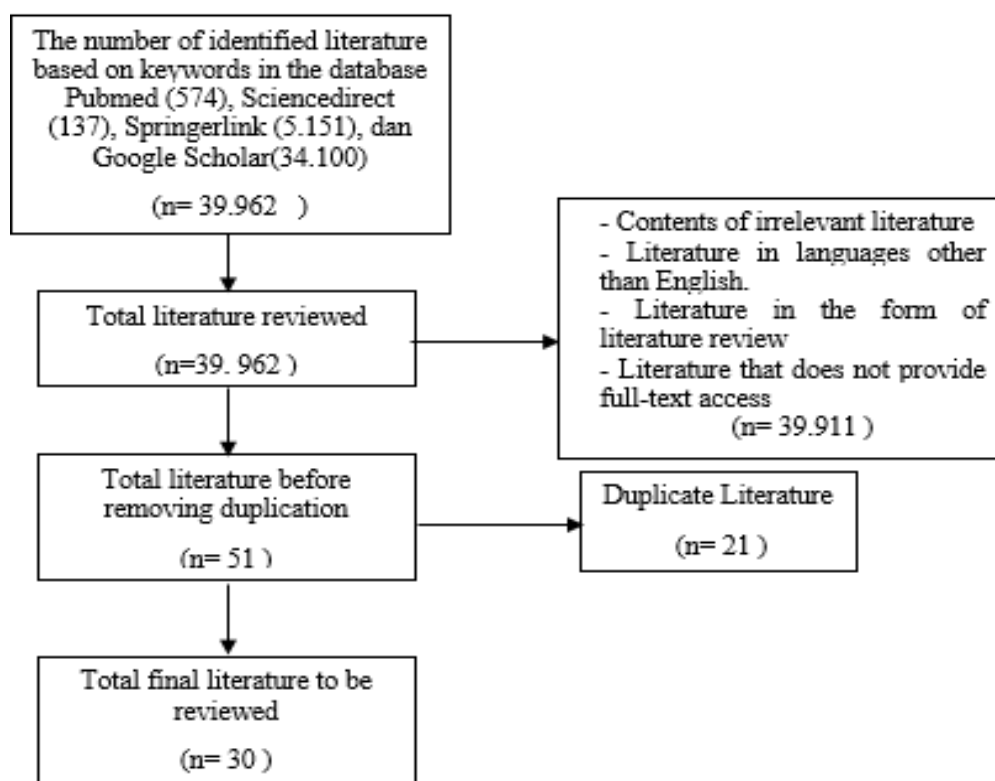 The number of identified literature
based on keywords in the database
Pubmed (574), Sciencedirect
(137), Springerlink (5.151), dan
Google Scholar(34.100)
(n= 39.962 )
Total literature reviewed
(n=39. 962 )
- Contents of irrelevant literature
- Literature in languages other
than English.
- Literature in the form of
literature review
- Literature that does not provide
full-text access
(n= 39.911 )
Total literature before
removing duplication
(n= 51 )
Duplicate Literature
(n= 21 )
Total final literature to be
reviewed
(n= 30 )